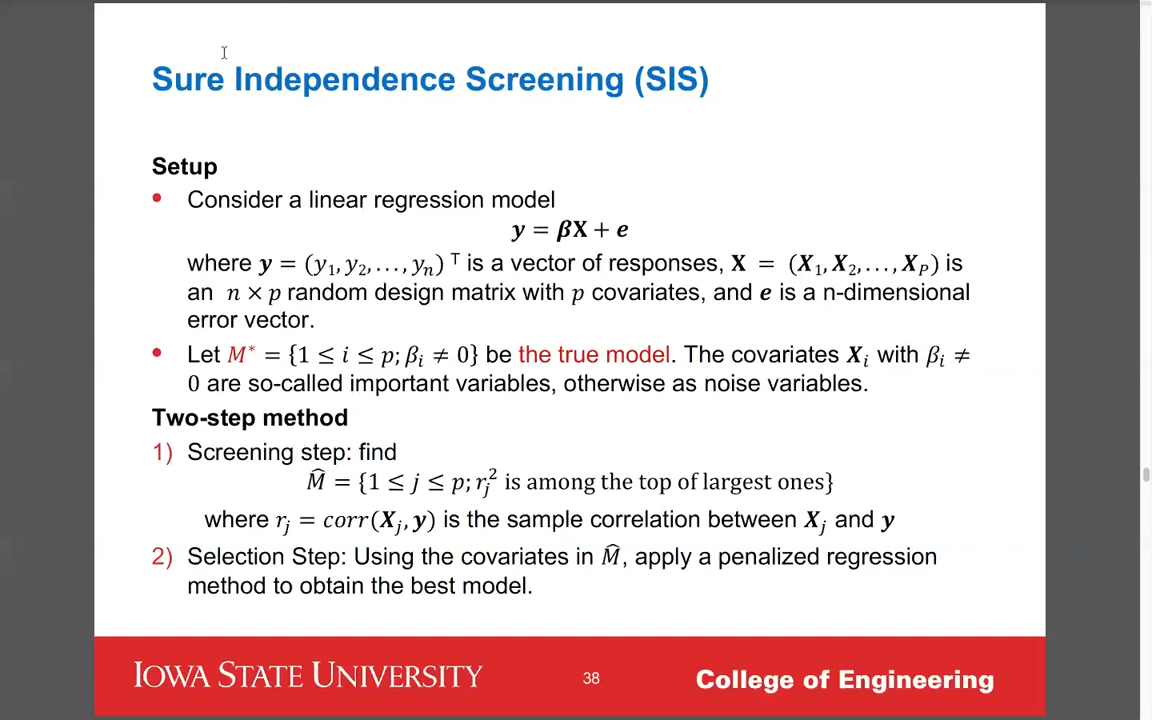 Sure Independence Screening (SIS)
Setup
• Consider a linear regression model
𝒚 = 𝜷𝐗 + 𝒆
where 𝒚 = (𝑦₁, 𝑦₂, . . . , 𝑦ₙ) ᵀ is a vector of responses, 𝐗 = (𝑿₁, 𝑿₂, . . . , 𝑿_P) is
an 𝑛 × 𝑝 random design matrix with 𝑝 covariates, and 𝒆 is a n-dimensional
error vector.
• Let 𝑀* = {1 ≤ 𝑖 ≤ 𝑝; 𝛽ᵢ ≠ 0} be the true model. The covariates 𝑿ᵢ with 𝛽ᵢ ≠
0 are so-called important variables, otherwise as noise variables.
Two-step method
1) Screening step: find
M̂ = {1 ≤ 𝑗 ≤ 𝑝; 𝑟ⱼ² is among the top of largest ones}
where 𝑟ⱼ = 𝑐𝑜𝑟𝑟(𝑿ⱼ, 𝒚) is the sample correlation between 𝑿ⱼ and 𝒚
2) Selection Step: Using the covariates in M̂, apply a penalized regression
method to obtain the best model.
IOWA STATE UNIVERSITY
38
College of Engineering